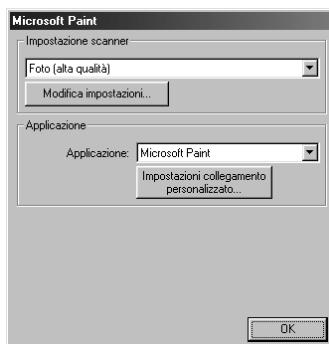 Microsoft Paint
Impostazione scanner
Foto (alta qualità)
Modifica impostazioni...
Applicazione
Applicazione: Microsoft Paint
Impostazioni collegamento
personalizzato...
OK